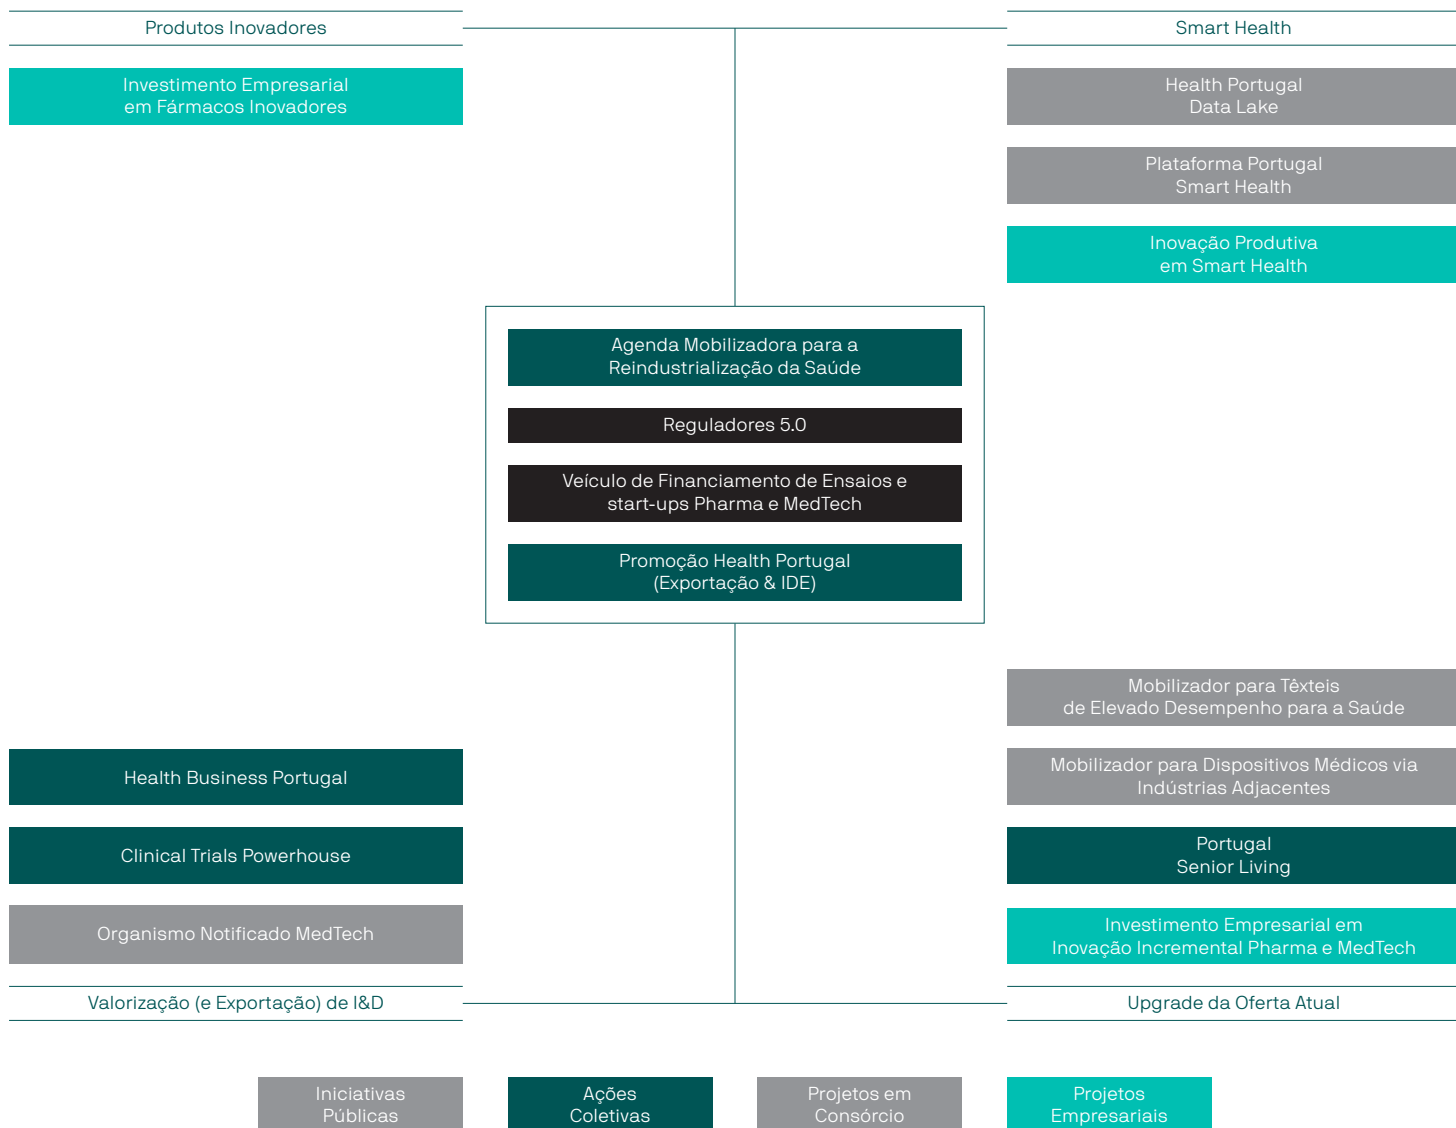 Produtos Inovadores
Investimento Empresarial
em Fármacos Inovadores
Smart Health
Health Portugal
Data Lake
Plataforma Portugal
Smart Health
Inovação Produtiva
em Smart Health
Agenda Mobilizadora para a
Reindustrialização da Saúde
Reguladores 5.0
Veículo de Financiamento de Ensaios e
start-ups Pharma e MedTech
Promoção Health Portugal
(Exportação & IDE)
Health Business Portugal
Clinical Trials Powerhouse
Organismo Notificado MedTech
Valorização (e Exportação) de I&D
Mobilizador para Têxteis
de Elevado Desempenho para a Saúde
Mobilizador para Dispositivos Médicos via
Indústrias Adjacentes
Portugal
Senior Living
Investimento Empresarial em
Inovação Incremental Pharma e MedTech
Upgrade da Oferta Atual
Iniciativas
Públicas
Ações
Coletivas
Projetos em
Consórcio
Projetos
Empresariais